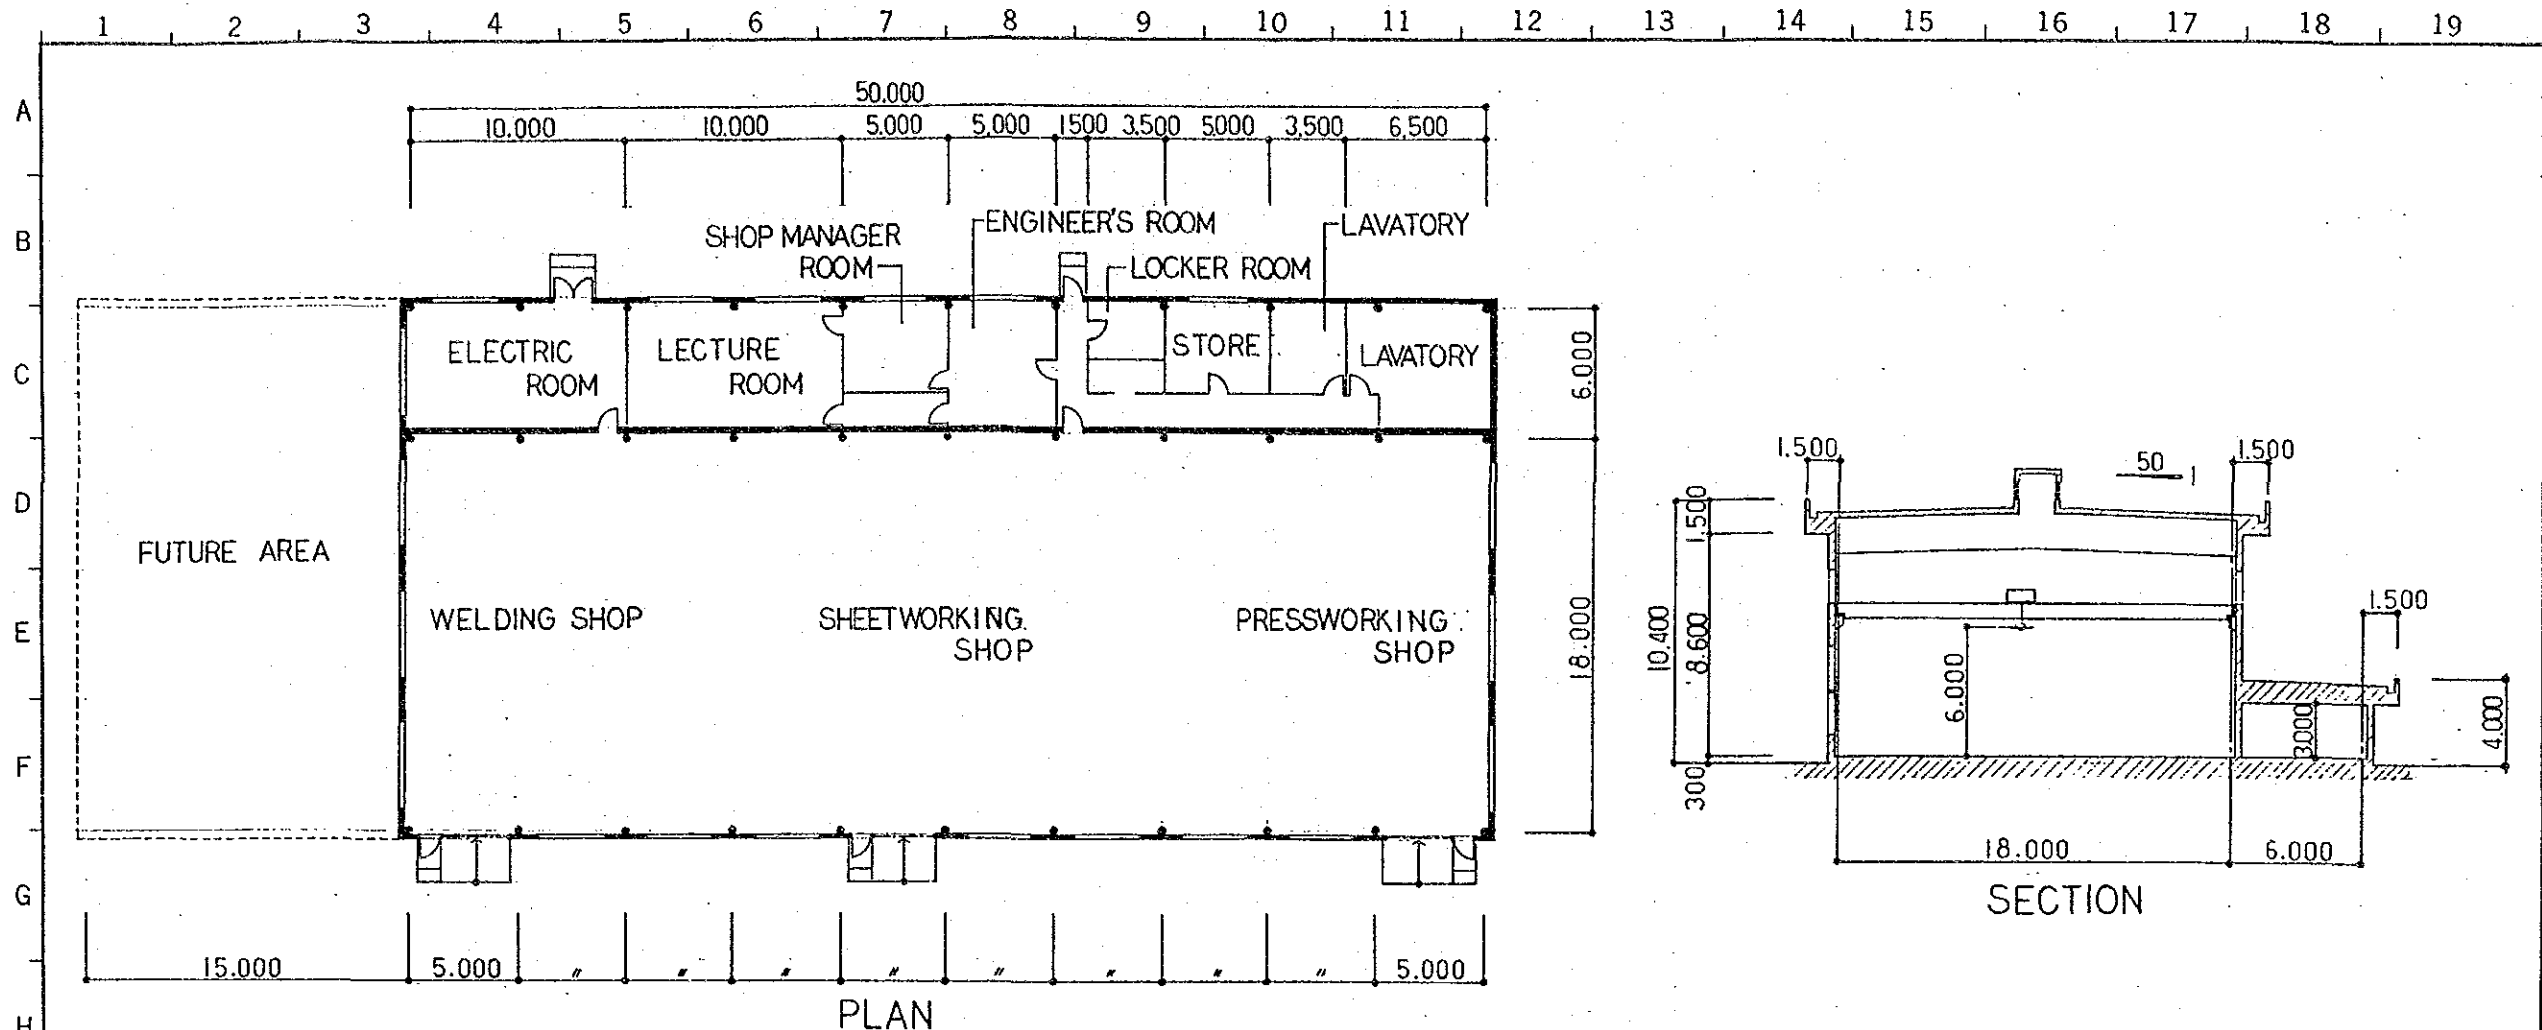 1 2 3 4 5 6 7 8 9 10 11 12 13 14 15 16 17 18 19
A
50.000
10.000 10.000 5.000 5,000 1500 3,500 5000 3,500 6,500
B
SHOP MANAGER
ROOM
ENGINEER'S ROOM
LOCKER ROOM
LAVATORY
C
ELECTRIC
ROOM
LECTURE
ROOM
STORE
LAVATORY
6.000
D
FUTURE AREA
E
WELDING SHOP
SHEETWORKING
SHOP
PRESSWORKING
SHOP
18.000
F
G
15.000 5.000 〃 〃 〃 〃 〃 〃 〃 〃 5.000
PLAN
H
1.500
50
1
1.500
1.500
10.400
8.600
300
6.000
1.500
3.000
4.000
18.000
6.000
SECTION